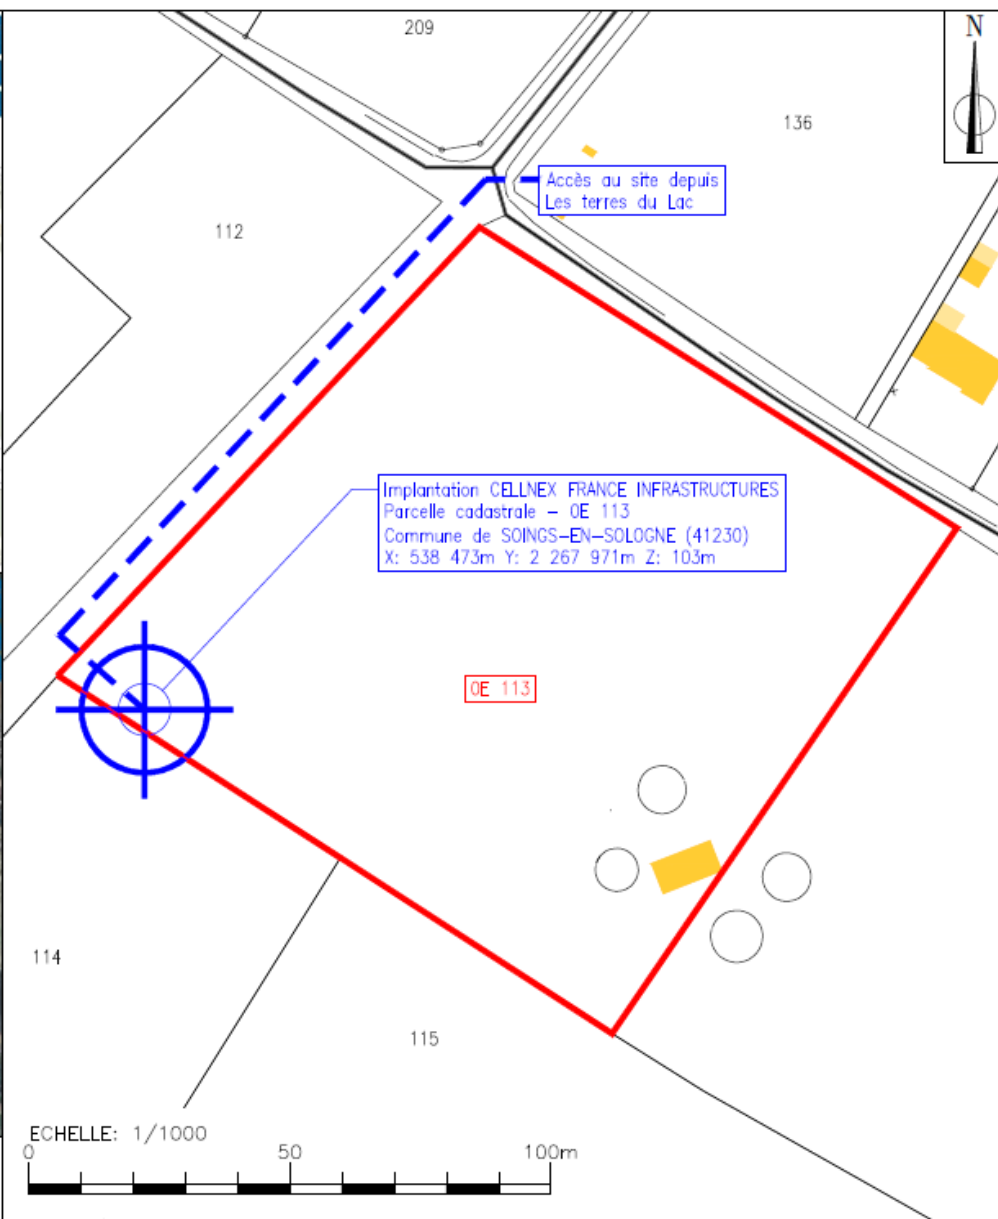 209
N
136
Accès au site depuis
Les terres du Lac
112
Implantation CELLNEX FRANCE INFRASTRUCTURES
Parcelle cadastrale - 0E 113
Commune de SOINGS-EN-SOLOGNE (41230)
X: 538 473m Y: 2 267 971m Z: 103m
0E 113
114
115
ECHELLE: 1/1000
0 50 100m